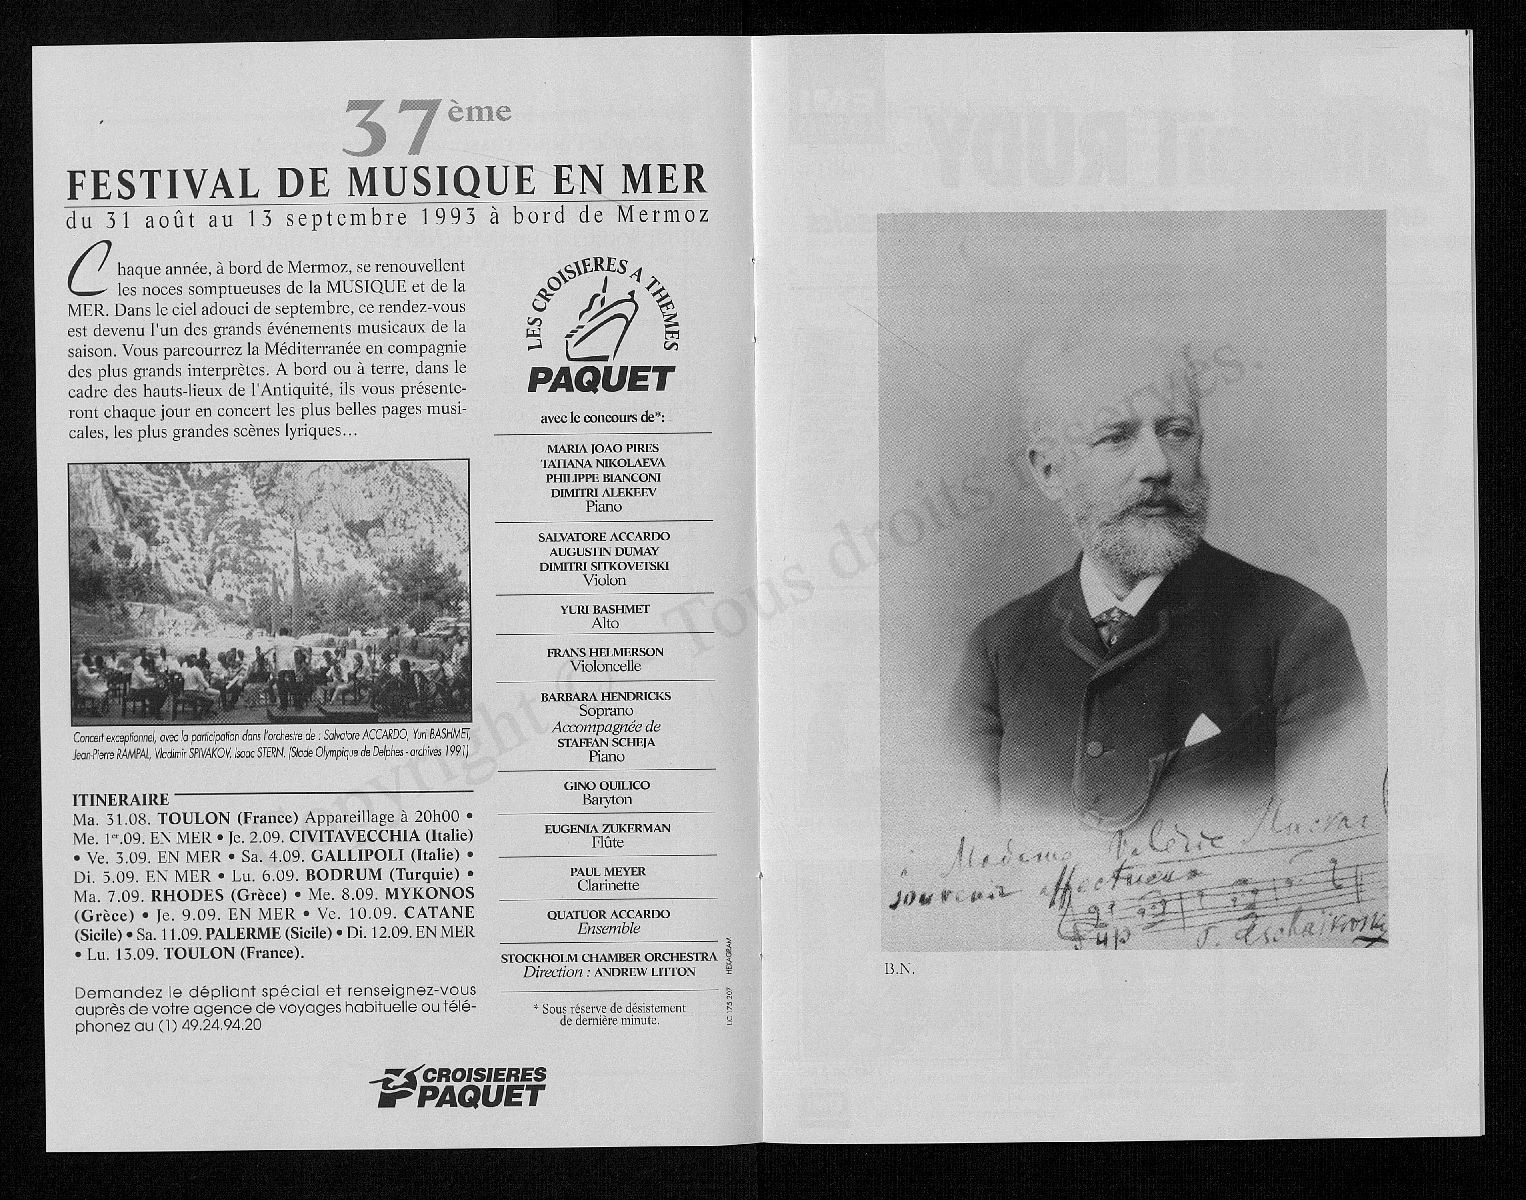 37ème
FESTIVAL DE MUSIQUE EN MER
du 31 août au 13 septembre 1993 à bord de Mermoz
Chaque année, à bord de Mermoz, se renouvellent
les noces somptueuses de la MUSIQUE et de la
MER. Dans le ciel adouci de septembre, ce rendez-vous
est devenu l'un des grands événements musicaux de la
saison. Vous parcourrez la Méditerranée en compagnie
des plus grands interprètes. A bord ou à terre, dans le
cadre des hauts-lieux de l'Antiquité, ils vous présente-
ront chaque jour en concert les plus belles pages musi-
cales, les plus grandes scènes lyriques...
Concert exceptionnel, avec la participation dans l'orchestre de : Salvatore ACCARDO, Yuri BASHMET,
Jean-Pierre RAMPAL, Vladimir SPIVAKOV, Isaac STERN. (Stade Olympique de Delphes - archives 1991)
ITINERAIRE
Ma. 31.08. TOULON (France) Appareillage à 20h00 •
Me. 1er.09. EN MER • Je. 2.09. CIVITAVECCHIA (Italie)
• Ve. 3.09. EN MER • Sa. 4.09. GALLIPOLI (Italie) •
Di. 5.09. EN MER • Lu. 6.09. BODRUM (Turquie) •
Ma. 7.09. RHODES (Grèce) • Me. 8.09. MYKONOS
(Grèce) • Je. 9.09. EN MER • Ve. 10.09. CATANE
(Sicile) • Sa. 11.09. PALERME (Sicile) • Di. 12.09. EN MER
• Lu. 13.09. TOULON (France).
Demandez le dépliant spécial et renseignez-vous
auprès de votre agence de voyages habituelle ou télé-
phonez au (1) 49.24.94.20
LES CROISIERES A THEMES
PAQUET
avec le concours de*:
MARIA JOAO PIRES
TATIANA NIKOLAEVA
PHILIPPE BIANCONI
DIMITRI ALEKEEV
Piano
SALVATORE ACCARDO
AUGUSTIN DUMAY
DIMITRI SITKOVETSKI
Violon
YURI BASHMET
Alto
FRANS HELMERSON
Violoncelle
BARBARA HENDRICKS
Soprano
Accompagnée de
STAFFAN SCHEJA
Piano
GINO QUILICO
Baryton
EUGENIA ZUKERMAN
Flûte
PAUL MEYER
Clarinette
QUATUOR ACCARDO
Ensemble
STOCKHOLM CHAMBER ORCHESTRA
Direction : ANDREW LITTON
* Sous réserve de désistement
de dernière minute.
LIC 175 207 HEXAGRAM
CROISIERES
PAQUET
Madame Valérie
souvenir affectueux
P. Tschaïkovsky
B.N.
Copyright © Tous droits réservés